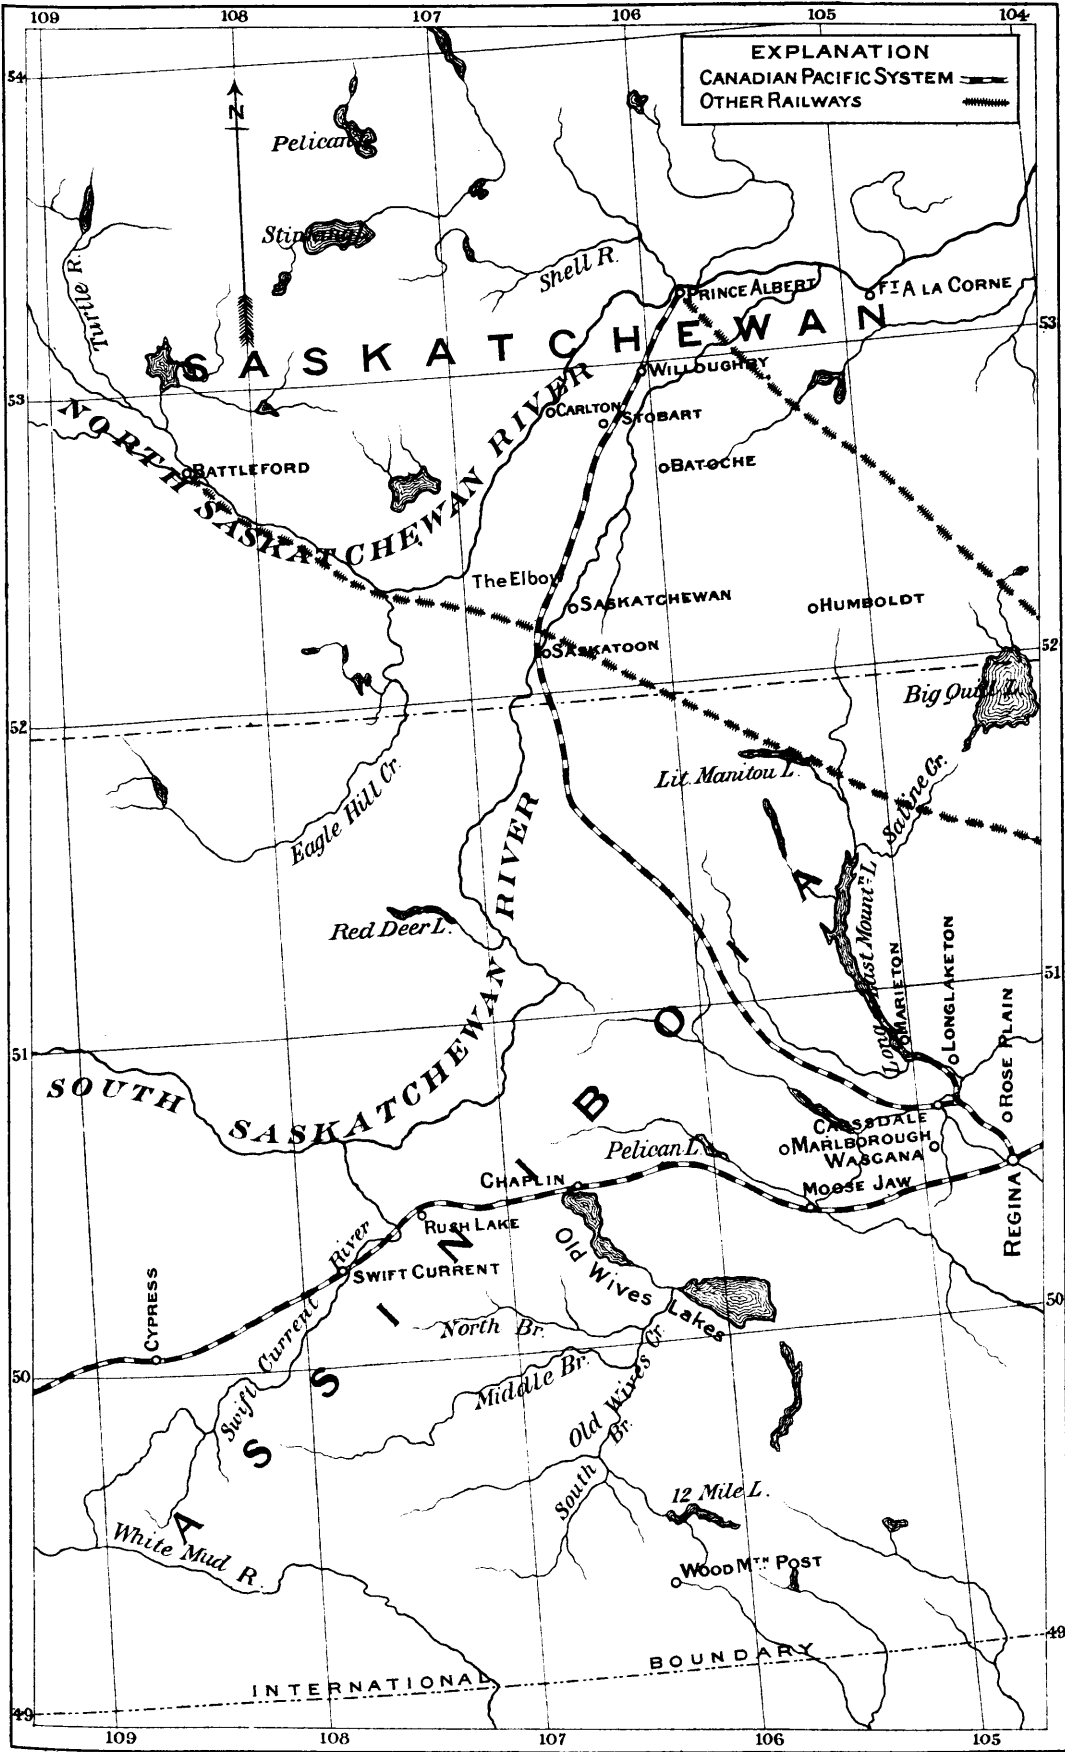 109 108 107 106 105 104
EXPLANATION
CANADIAN PACIFIC SYSTEM
OTHER RAILWAYS
54
N
Pelican
Turtle R.
Shell R.
PRINCE ALBERT
FT A LA CORNE
SASKATCHEWAN
53
WILLOUGHBY
53
CARLTON
STOBART
BATOCHE
BATTLEFORD
NORTH SASKATCHEWAN RIVER
The Elbow
SASKATCHEWAN
HUMBOLDT
SASKATOON
52
Big Quill L.
52
Lit. Manitou L.
Saline Cr.
Eagle Hill Cr.
Red Deer L.
Long or Last Mountn L
MARIETON
LONGLAKETON
51
ROSE PLAIN
51
SOUTH SASKATCHEWAN RIVER
CAOSSDALE
MARLBOROUGH
WASCANA
Pelican L.
CHAPLIN
MOOSE JAW
REGINA
RUSH LAKE
River
SWIFT CURRENT
Old Wives Lakes
50
CYPRESS
Swift Current
North Br.
Middle Br.
Old Wives Cr.
50
South Br.
ASSINIBOIA
12 Mile L.
White Mud R.
WOOD MTN POST
INTERNATIONAL BOUNDARY
49
49
109 108 107 106 105